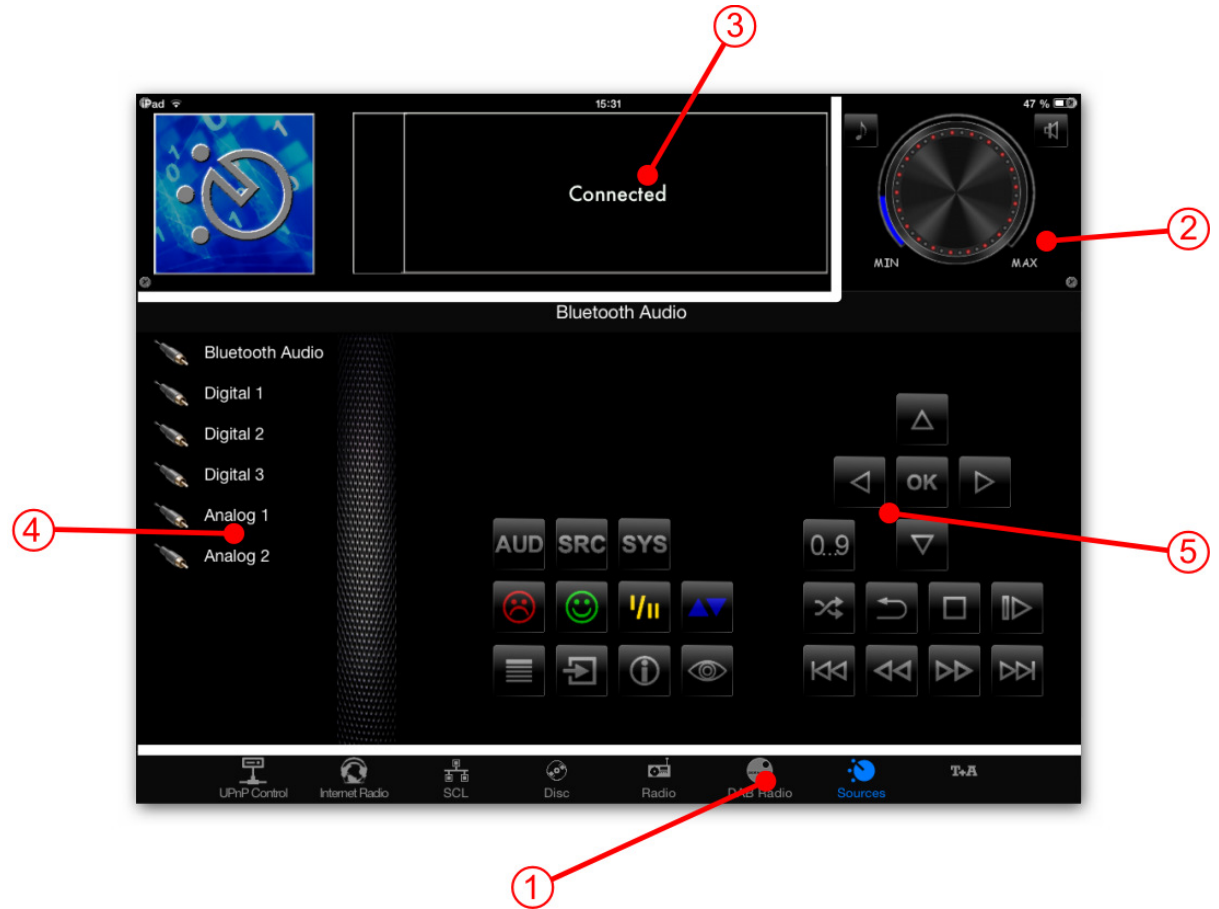 3
iPad 15:31 47 %
Connected
2
MIN MAX
Bluetooth Audio
Bluetooth Audio
Digital 1
Digital 2
Digital 3
Analog 1
Analog 2
4
OK
5
AUD SRC SYS 0..9
I/II
UPnP Control Internet Radio SCL Disc Radio DAB Radio Sources T+A
1